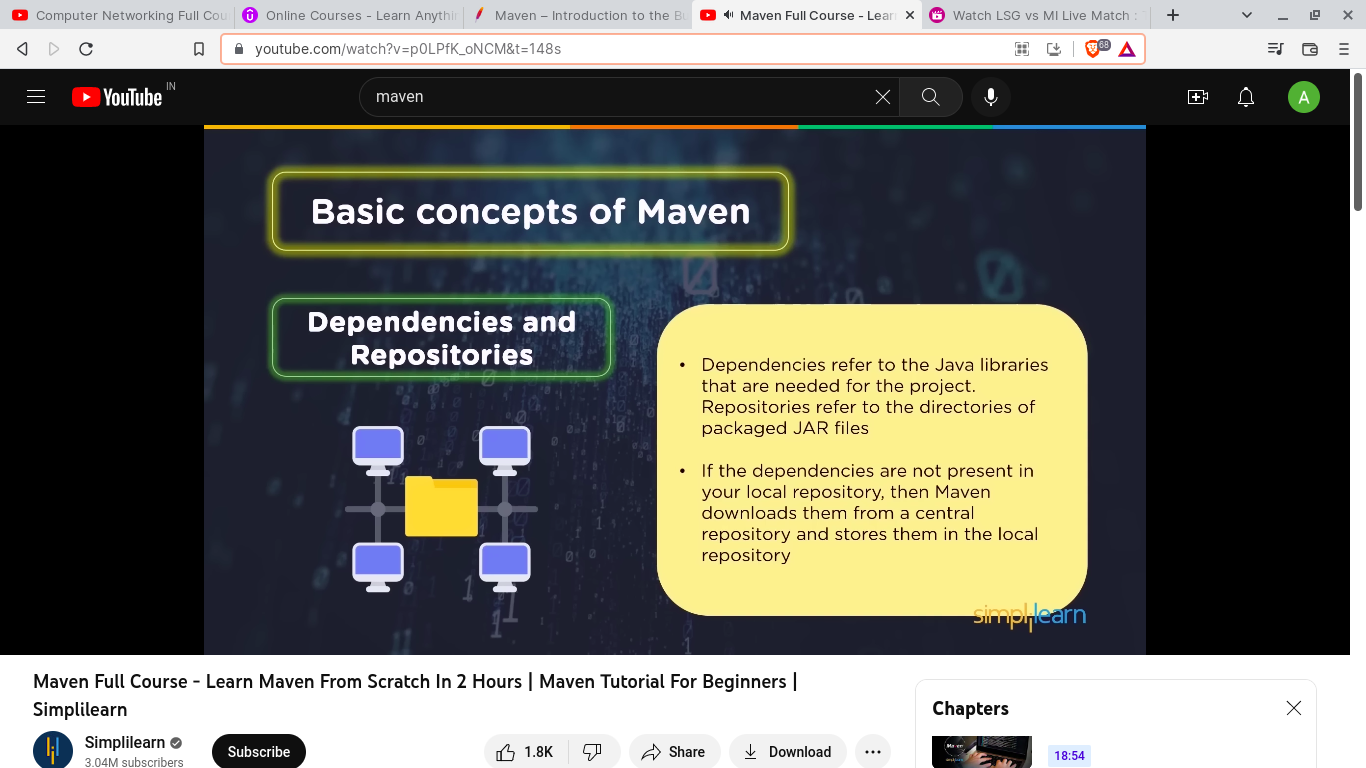 Computer Networking Full Cou
Online Courses - Learn Anythin
Maven – Introduction to the Bu
Maven Full Course - Lear
Watch LSG vs MI Live Match :
youtube.com/watch?v=p0LPfK_oNCM&t=148s
68
YouTube
IN
maven
A
Basic concepts of Maven
Dependencies and
Repositories
• Dependencies refer to the Java libraries
that are needed for the project.
Repositories refer to the directories of
packaged JAR files
• If the dependencies are not present in
your local repository, then Maven
downloads them from a central
repository and stores them in the local
repository
simplilearn
Maven Full Course - Learn Maven From Scratch In 2 Hours | Maven Tutorial For Beginners |
Simplilearn
Simplilearn
3.04M subscribers
Subscribe
1.8K
Share
Download
Chapters
18:54